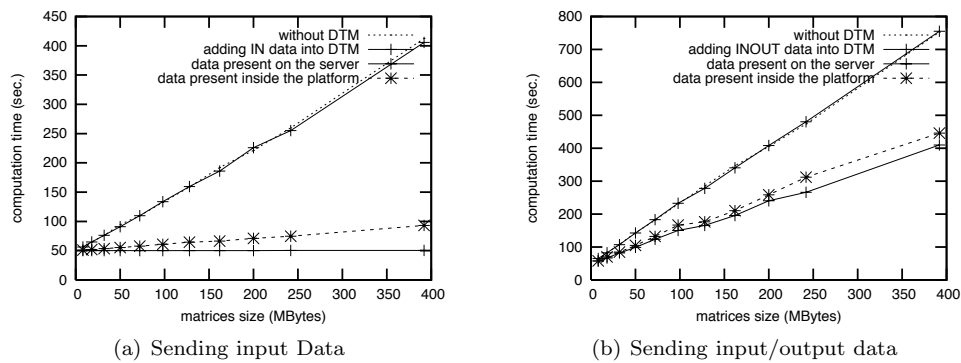 450
400
350
300
250
200
150
100
50
0
0 50 100 150 200 250 300 350 400
computation time (sec.)
matrices size (MBytes)
without DTM
adding IN data into DTM
data present on the server
data present inside the platform
(a) Sending input Data
800
700
600
500
400
300
200
100
0
0 50 100 150 200 250 300 350 400
computation time (sec.)
matrices size (MBytes)
without DTM
adding INOUT data into DTM
data present on the server
data present inside the platform
(b) Sending input/output data